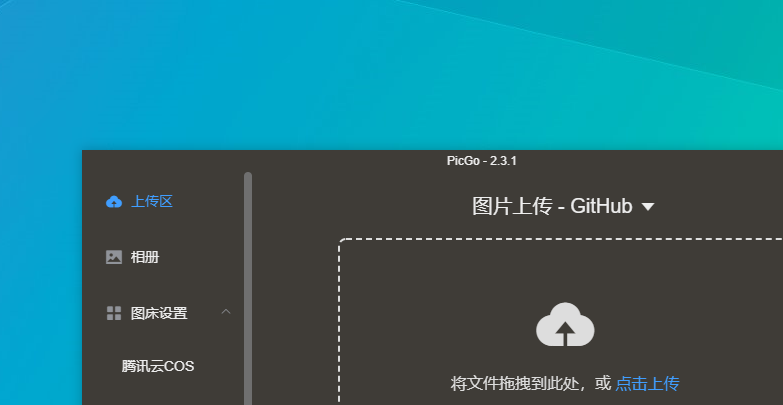 PicGo - 2.3.1
上传区
图片上传 - GitHub
相册
图床设置
腾讯云COS
将文件拖拽到此处，或 点击上传